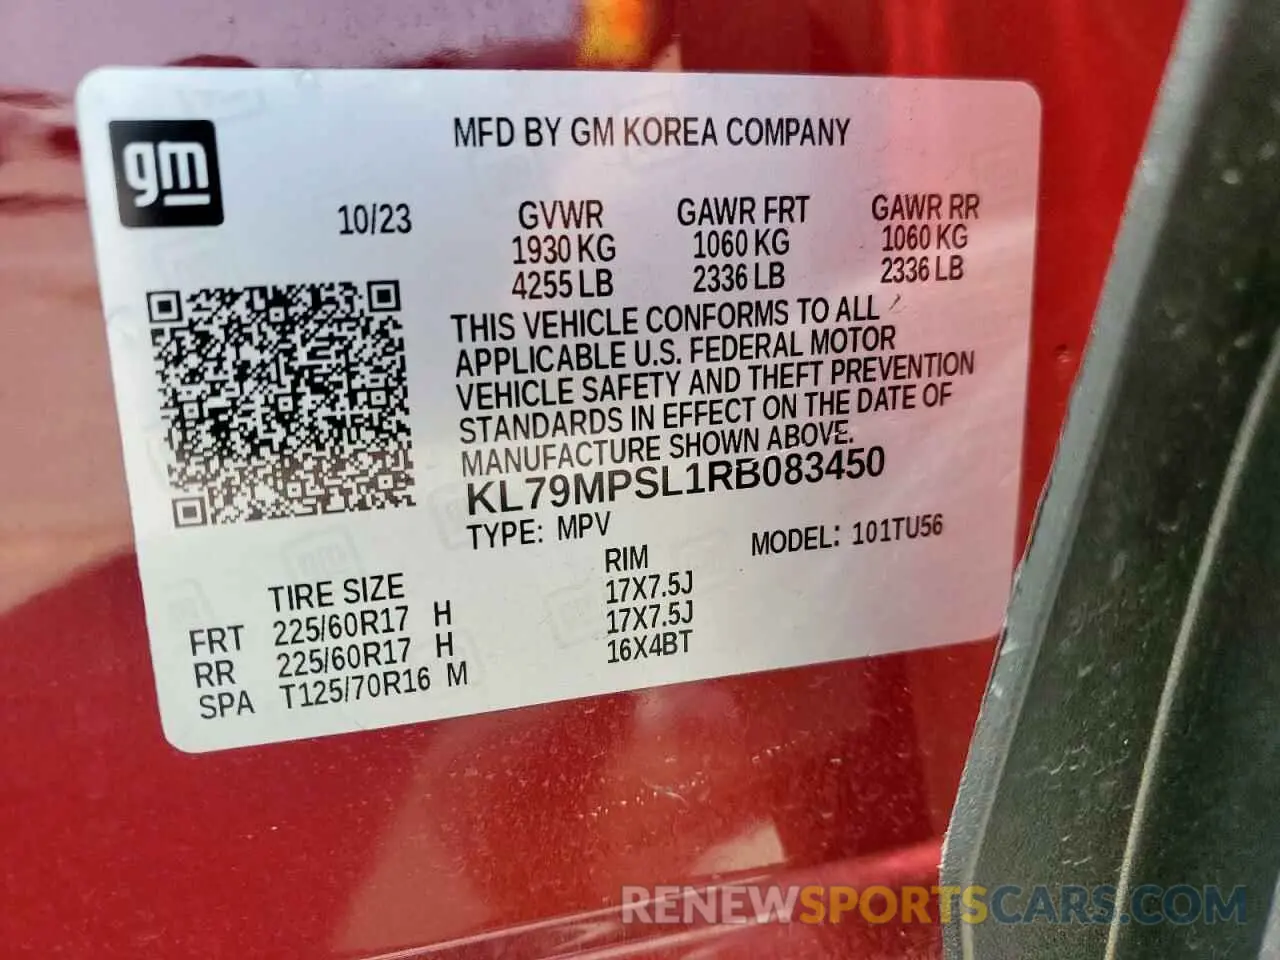 MFD BY GM KOREA COMPANY
gm
10/23
GVWR GAWR FRT GAWR RR
1930 KG 1060 KG 1060 KG
4255 LB 2336 LB 2336 LB
THIS VEHICLE CONFORMS TO ALL
APPLICABLE U.S. FEDERAL MOTOR
VEHICLE SAFETY AND THEFT PREVENTION
STANDARDS IN EFFECT ON THE DATE OF
MANUFACTURE SHOWN ABOVE.
KL79MPSL1RB083450
TYPE: MPV MODEL: 101TU56
TIRE SIZE RIM
FRT 225/60R17 H 17X7.5J
RR 225/60R17 H 17X7.5J
SPA T125/70R16 M 16X4BT
RENEWSPORTSCARS.COM